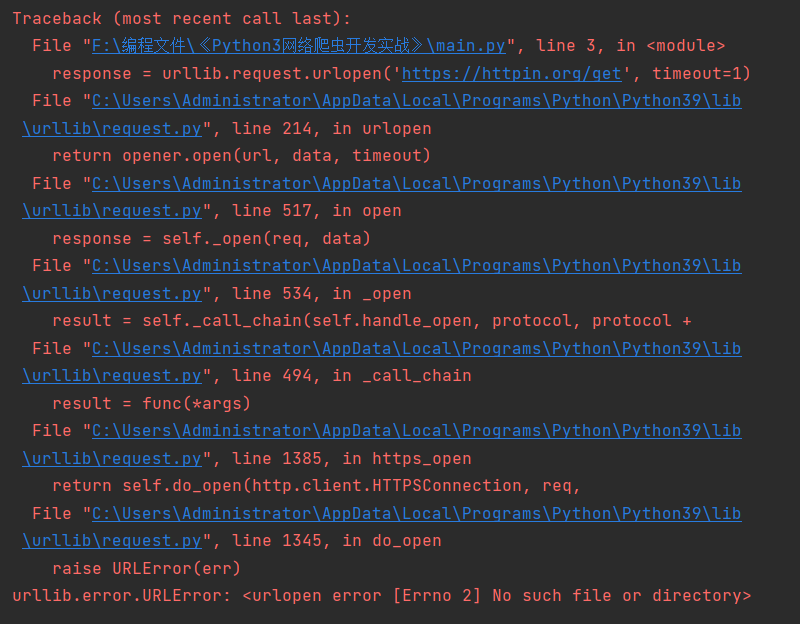 Traceback (most recent call last):
  File "F:\编程文件\《Python3网络爬虫开发实战》\main.py", line 3, in <module>
    response = urllib.request.urlopen('https://httpin.org/get', timeout=1)
  File "C:\Users\Administrator\AppData\Local\Programs\Python\Python39\lib
 \urllib\request.py", line 214, in urlopen
    return opener.open(url, data, timeout)
  File "C:\Users\Administrator\AppData\Local\Programs\Python\Python39\lib
 \urllib\request.py", line 517, in open
    response = self._open(req, data)
  File "C:\Users\Administrator\AppData\Local\Programs\Python\Python39\lib
 \urllib\request.py", line 534, in _open
    result = self._call_chain(self.handle_open, protocol, protocol +
  File "C:\Users\Administrator\AppData\Local\Programs\Python\Python39\lib
 \urllib\request.py", line 494, in _call_chain
    result = func(*args)
  File "C:\Users\Administrator\AppData\Local\Programs\Python\Python39\lib
 \urllib\request.py", line 1385, in https_open
    return self.do_open(http.client.HTTPSConnection, req,
  File "C:\Users\Administrator\AppData\Local\Programs\Python\Python39\lib
 \urllib\request.py", line 1345, in do_open
    raise URLError(err)
urllib.error.URLError: <urlopen error [Errno 2] No such file or directory>